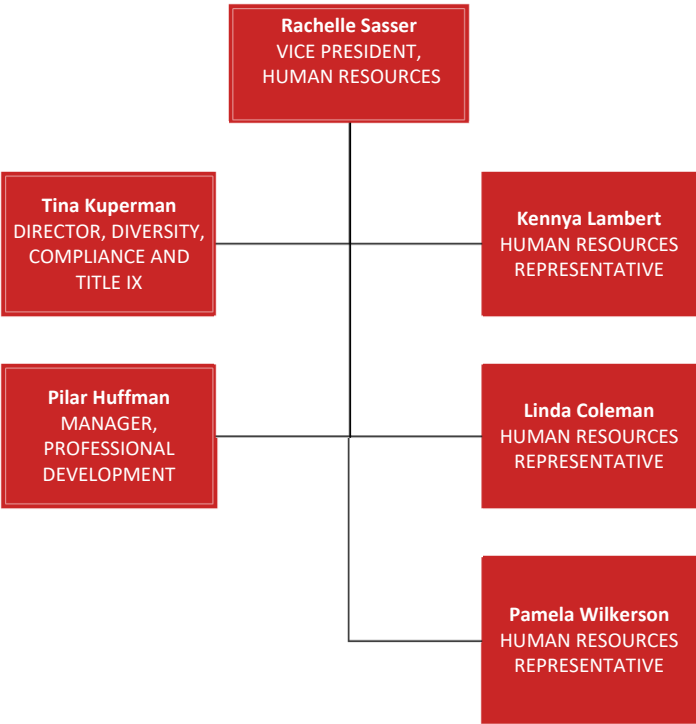 Rachelle Sasser
VICE PRESIDENT,
HUMAN RESOURCES
Tina Kuperman
DIRECTOR, DIVERSITY,
COMPLIANCE AND
TITLE IX
Kennya Lambert
HUMAN RESOURCES
REPRESENTATIVE
Pilar Huffman
MANAGER,
PROFESSIONAL
DEVELOPMENT
Linda Coleman
HUMAN RESOURCES
REPRESENTATIVE
Pamela Wilkerson
HUMAN RESOURCES
REPRESENTATIVE